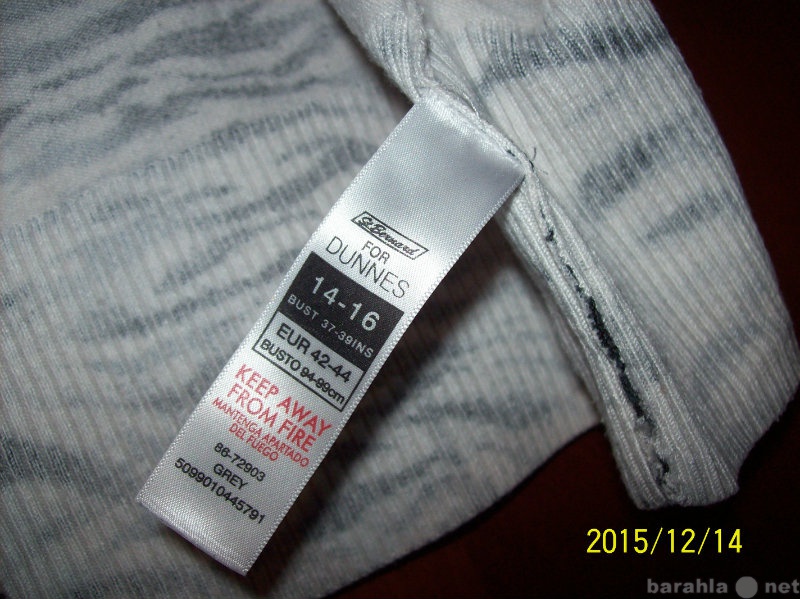 St Bernard
FOR
DUNNES
14-16
BUST 37-39INS
EUR 42-44
BUSTO 94-99cm
KEEP AWAY
FROM FIRE
MANTENGA APARTADO
DEL FUEGO
86-72903
GREY
5099010445791
2015/12/14
barahla net